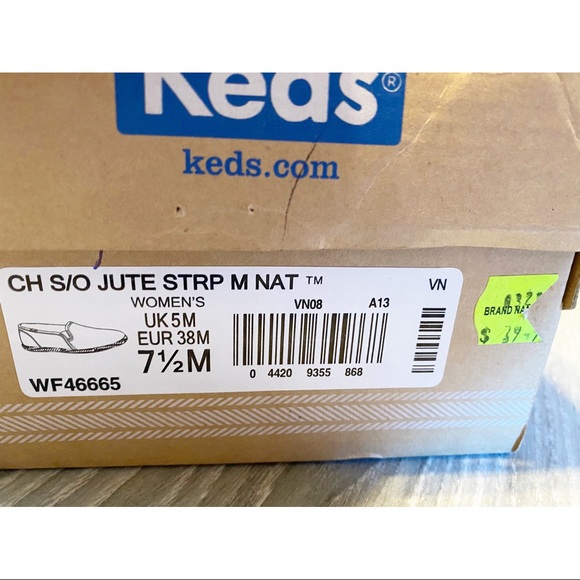 Keds®
keds.com
CH S/O JUTE STRP M NAT ™
VN
WOMEN'S
VN08
A13
UK 5M
EUR 38M
7½M
0 4420 9355 868
WF46665
BRAND
$ 39